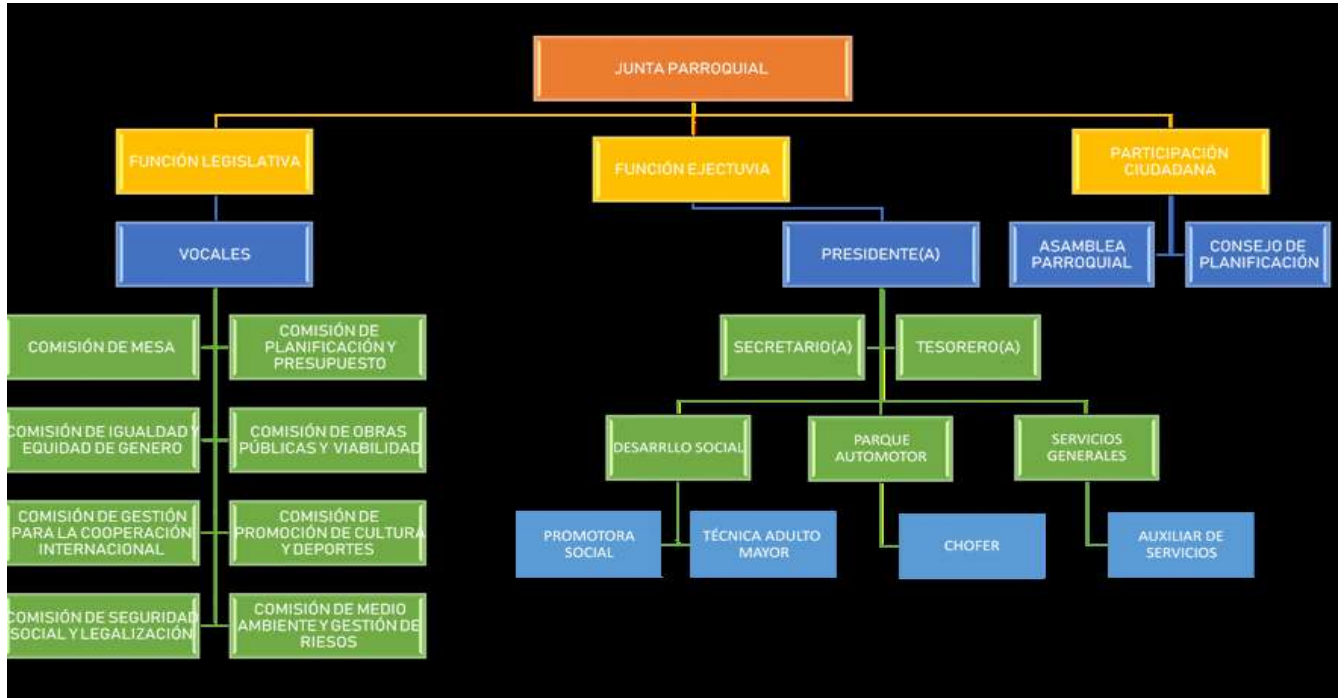 JUNTA PARROQUIAL
FUNCIÓN LEGISLATIVA
FUNCIÓN EJECTUVIA
PARTICIPACIÓN
CIUDADANA
VOCALES
PRESIDENTE(A)
ASAMBLEA
PARROQUIAL
CONSEJO DE
PLANIFICACIÓN
COMISIÓN DE MESA
COMISIÓN DE
PLANIFICACIÓN Y
PRESUPUESTO
SECRETARIO(A)
TESORERO(A)
COMISIÓN DE IGUALDAD Y
EQUIDAD DE GENERO
COMISIÓN DE OBRAS
PÚBLICAS Y VIABILIDAD
DESARRLLO SOCIAL
PARQUE
AUTOMOTOR
SERVICIOS
GENERALES
COMISIÓN DE GESTIÓN
PARA LA COOPERACIÓN
INTERNACIONAL
COMISIÓN DE
PROMOCIÓN DE CULTURA
Y DEPORTES
PROMOTORA
SOCIAL
TÉCNICA ADULTO
MAYOR
CHOFER
AUXILIAR DE
SERVICIOS
COMISIÓN DE SEGURIDAD
SOCIAL Y LEGALIZACIÓN
COMISIÓN DE MEDIO
AMBIENTE Y GESTIÓN DE
RIESOS